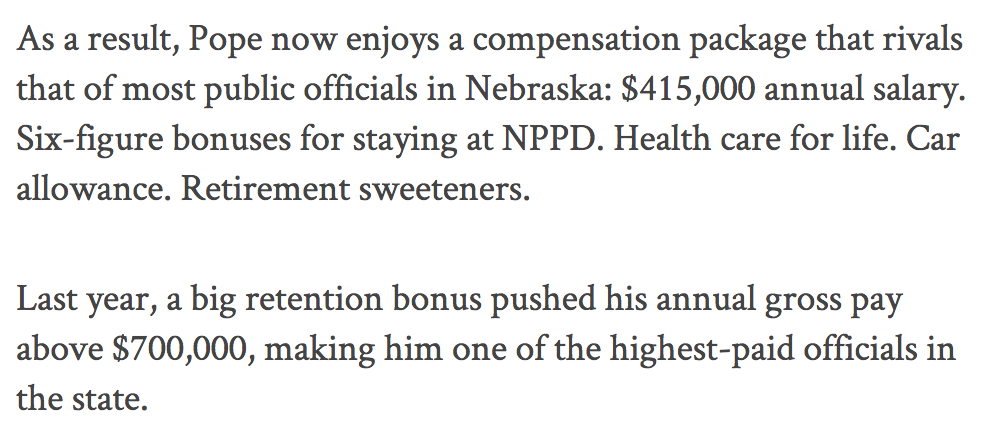 As a result, Pope now enjoys a compensation package that rivals
that of most public officials in Nebraska: $415,000 annual salary.
Six-figure bonuses for staying at NPPD. Health care for life. Car
allowance. Retirement sweeteners.
Last year, a big retention bonus pushed his annual gross pay
above $700,000, making him one of the highest-paid officials in
the state.